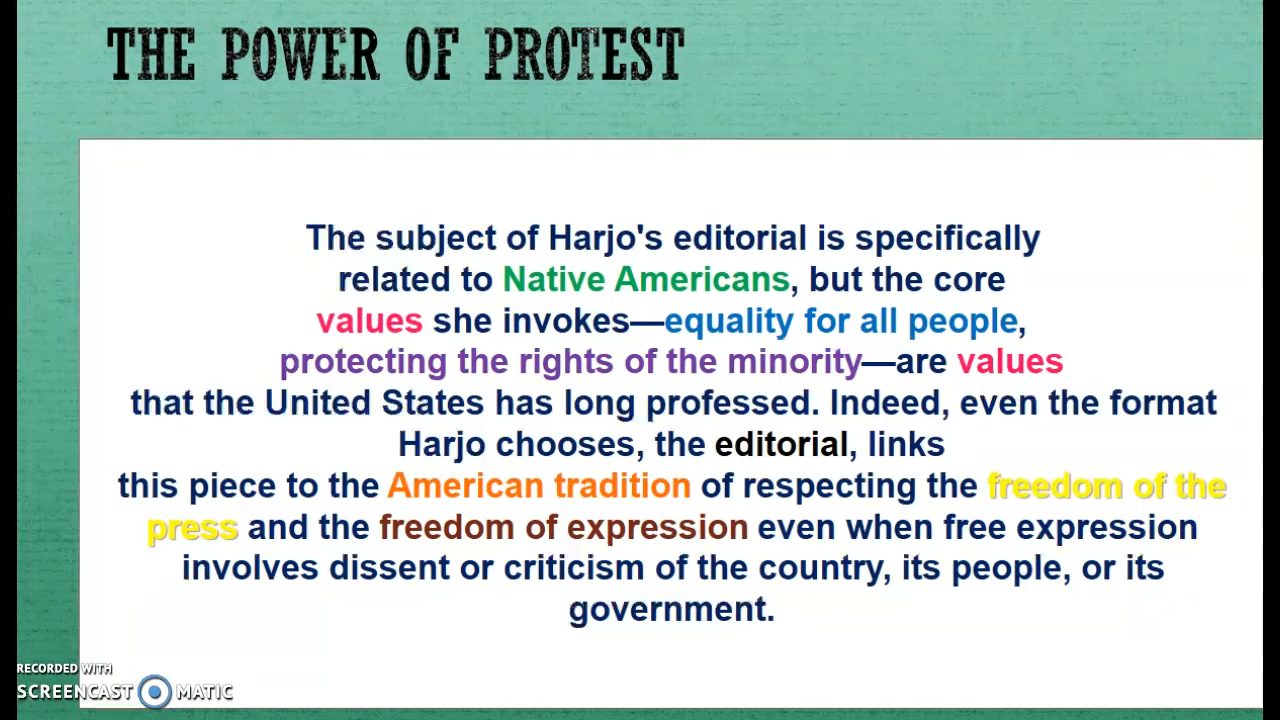 THE POWER OF PROTEST
The subject of Harjo's editorial is specifically
related to Native Americans, but the core
values she invokes—equality for all people,
protecting the rights of the minority—are values
that the United States has long professed. Indeed, even the format
Harjo chooses, the editorial, links
this piece to the American tradition of respecting the freedom of the
press and the freedom of expression even when free expression
involves dissent or criticism of the country, its people, or its
government.
RECORDED WITH
SCREENCAST MATIC